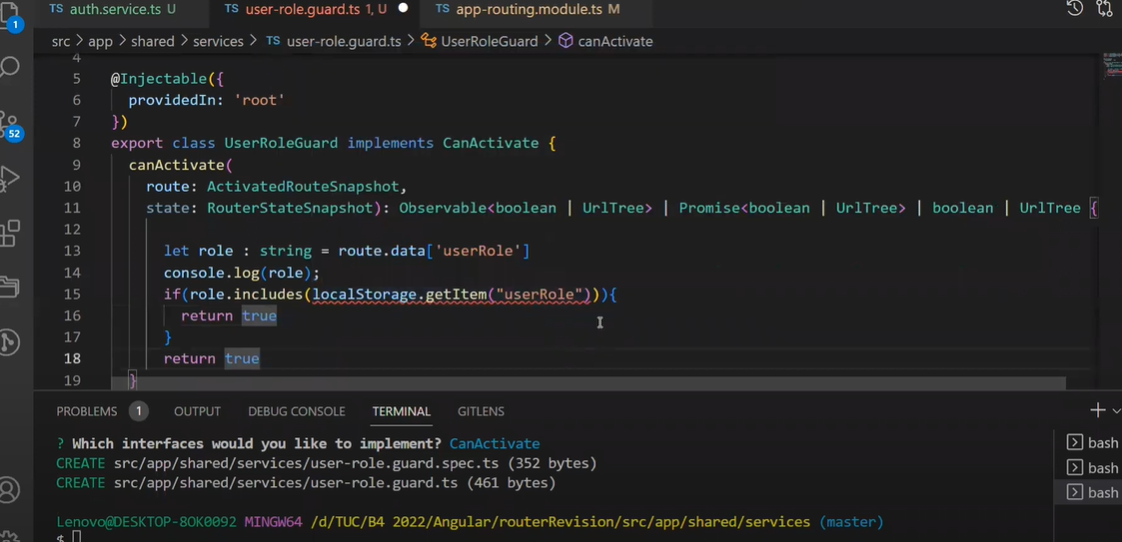 TS auth.service.ts U TS user-role.guard.ts 1, U TS app-routing.module.ts M
1
src > app > shared > services > TS user-role.guard.ts > UserRoleGuard > canActivate
4
5 @Injectable({
6 providedIn: 'root'
7 })
8 export class UserRoleGuard implements CanActivate {
9 canActivate(
10 route: ActivatedRouteSnapshot,
11 state: RouterStateSnapshot): Observable<boolean | UrlTree> | Promise<boolean | UrlTree> | boolean | UrlTree {
52
12
13 let role : string = route.data['userRole']
14 console.log(role);
15 if(role.includes(localStorage.getItem("userRole"))){
16 return true
17 }
18 return true
19 }
PROBLEMS 1 OUTPUT DEBUG CONSOLE TERMINAL GITLENS
? Which interfaces would you like to implement? CanActivate
CREATE src/app/shared/services/user-role.guard.spec.ts (352 bytes)
CREATE src/app/shared/services/user-role.guard.ts (461 bytes)
Lenovo@DESKTOP-8OK0092 MINGW64 /d/TUC/B4 2022/Angular/routerRevision/src/app/shared/services (master)
$
bash
bash
bash